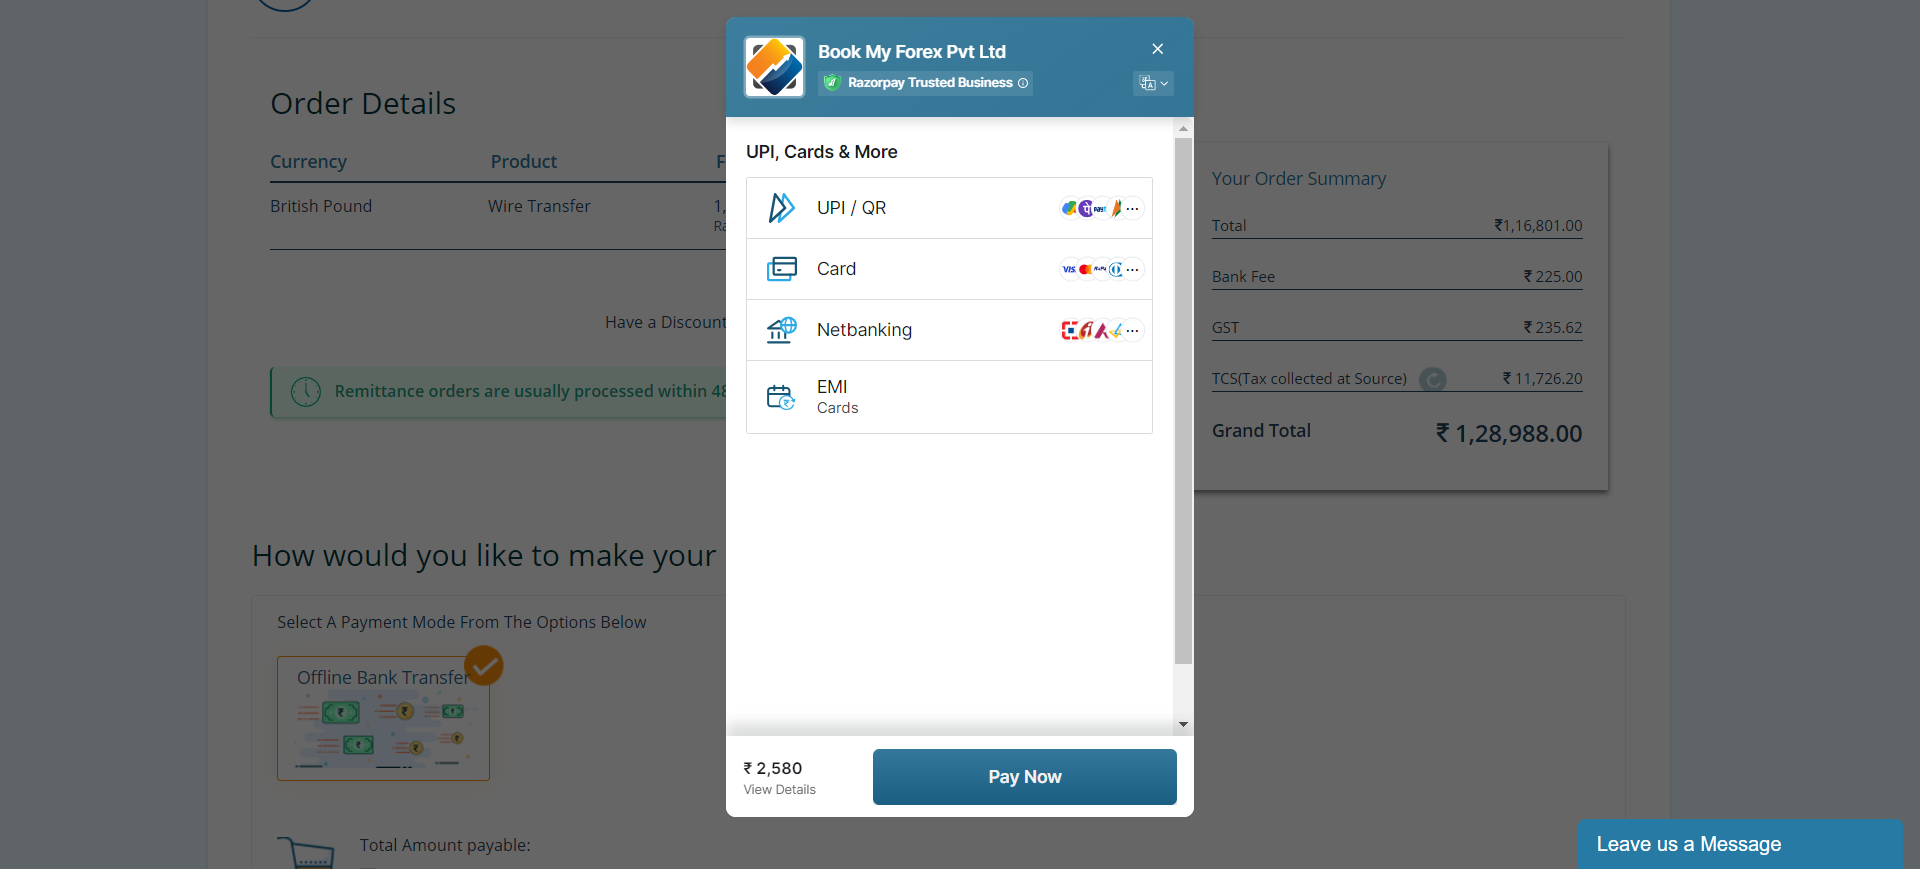 Book My Forex Pvt Ltd
Razorpay Trusted Business
UPI, Cards & More
UPI / QR
Card
Netbanking
EMI
Cards
₹ 2,580
View Details
Pay Now
Order Details
Currency Product F
British Pound Wire Transfer 1,
Ra
Have a Discount
Remittance orders are usually processed within 48
Your Order Summary
Total ₹1,16,801.00
Bank Fee ₹ 225.00
GST ₹ 235.62
TCS(Tax collected at Source) ₹ 11,726.20
Grand Total ₹ 1,28,988.00
How would you like to make your
Select A Payment Mode From The Options Below
Offline Bank Transfer
Total Amount payable:
Leave us a Message